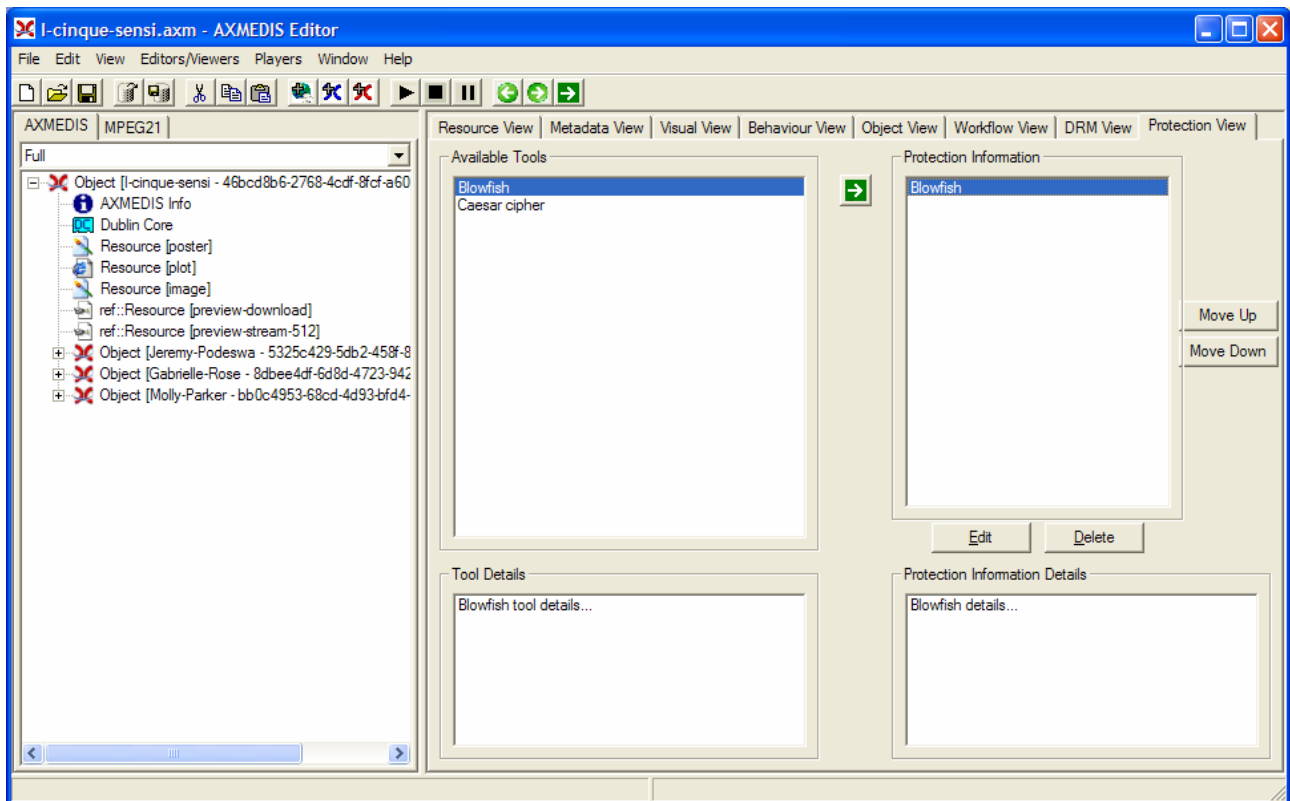 I-cinque-sensi.axm - AXMEDIS Editor
File Edit View Editors/Viewers Players Window Help
AXMEDIS MPEG21
Full
Object [I-cinque-sensi - 46bcd8b6-2768-4cdf-8fcf-a60
AXMEDIS Info
Dublin Core
Resource [poster]
Resource [plot]
Resource [image]
ref::Resource [preview-download]
ref::Resource [preview-stream-512]
Object [Jeremy-Podeswa - 5325c429-5db2-458f-8
Object [Gabrielle-Rose - 8dbee4df-6d8d-4723-942
Object [Molly-Parker - bb0c4953-68cd-4d93-bfd4-
Resource View Metadata View Visual View Behaviour View Object View Workflow View DRM View Protection View
Available Tools
Blowfish
Caesar cipher
Protection Information
Blowfish
Move Up
Move Down
Edit Delete
Tool Details
Blowfish tool details...
Protection Information Details
Blowfish details...